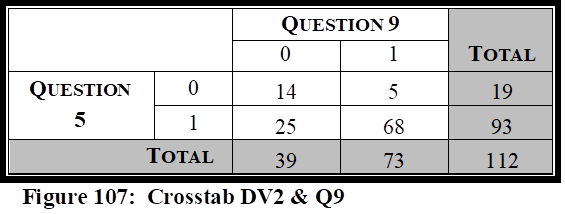 QUESTION 9
0 1 TOTAL
QUESTION 5 0 14 5 19
1 25 68 93
TOTAL 39 73 112
Figure 107: Crosstab DV2 & Q9